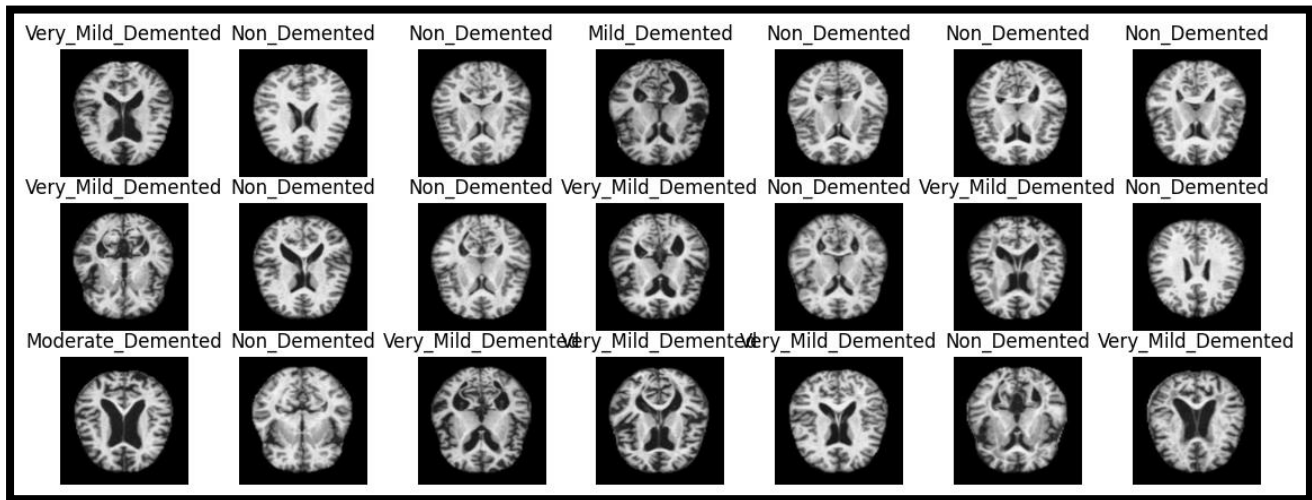 Very_Mild_Demented Non_Demented Non_Demented Mild_Demented Non_Demented Non_Demented Non_Demented
Very_Mild_Demented Non_Demented Non_Demented Very_Mild_Demented Non_Demented Very_Mild_Demented Non_Demented
Moderate_Demented Non_Demented Very_Mild_Demented Very_Mild_Demented Very_Mild_Demented Non_Demented Very_Mild_Demented